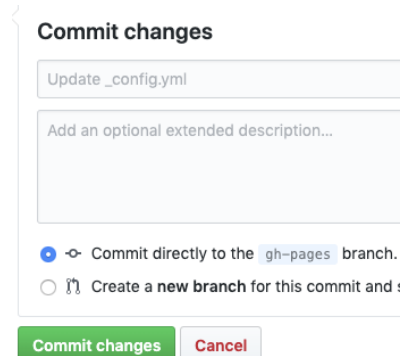 Commit changes
Update _config.yml
Add an optional extended description...
Commit directly to the gh-pages branch.
Create a new branch for this commit and
Commit changes Cancel